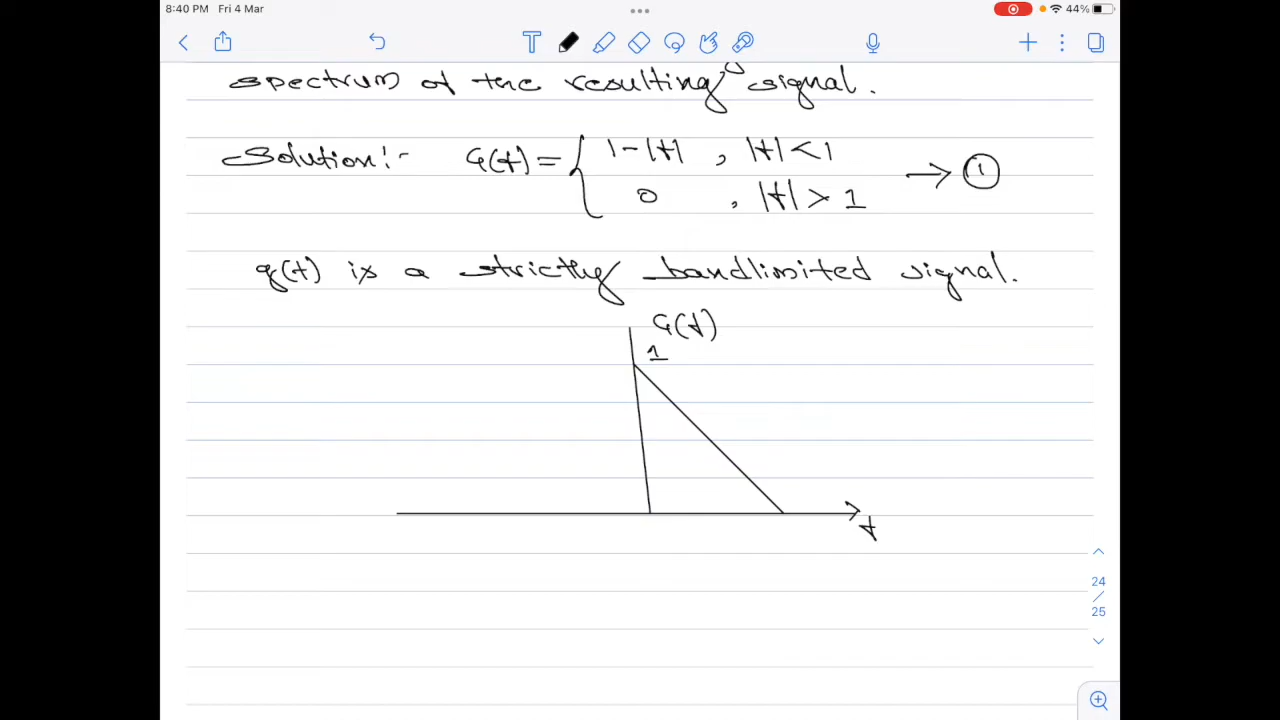 8:40 PM Fri 4 Mar
44%
spectrum of the resulting signal.
Solution:- G(f) = { 1-|f| , |f| < 1
0 , |f| > 1 → ①
g(t) is a strictly bandlimited signal.
G(f)
1
f
24
/
25